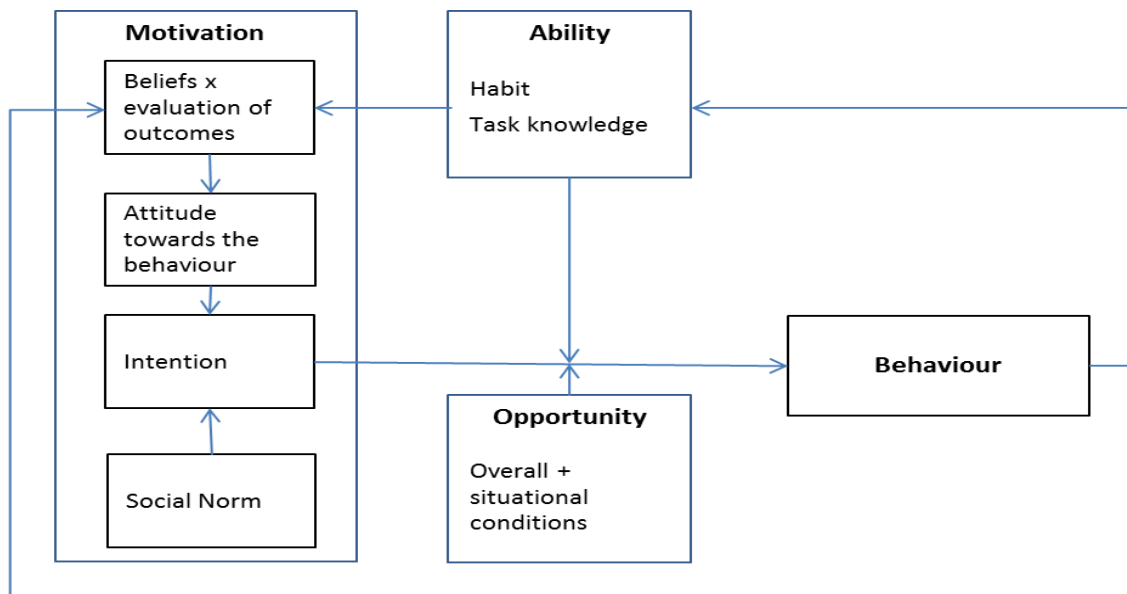 Motivation
Beliefs x
evaluation of
outcomes
Attitude
towards the
behaviour
Intention
Social Norm
Ability
Habit
Task knowledge
Opportunity
Overall +
situational
conditions
Behaviour